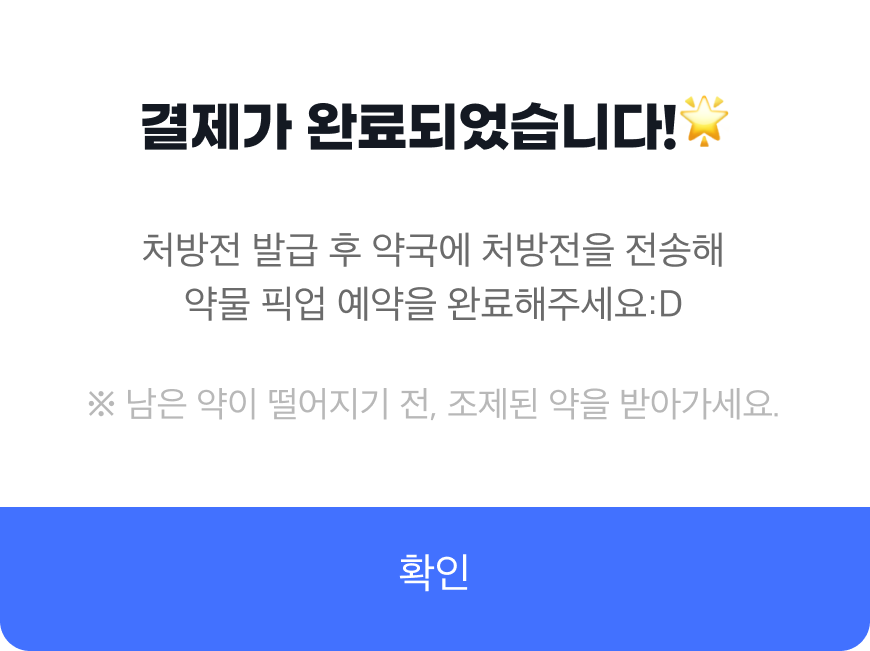 결제가 완료되었습니다!🌟
처방전 발급 후 약국에 처방전을 전송해
약물 픽업 예약을 완료해주세요:D
※ 남은 약이 떨어지기 전, 조제된 약을 받아가세요.
확인